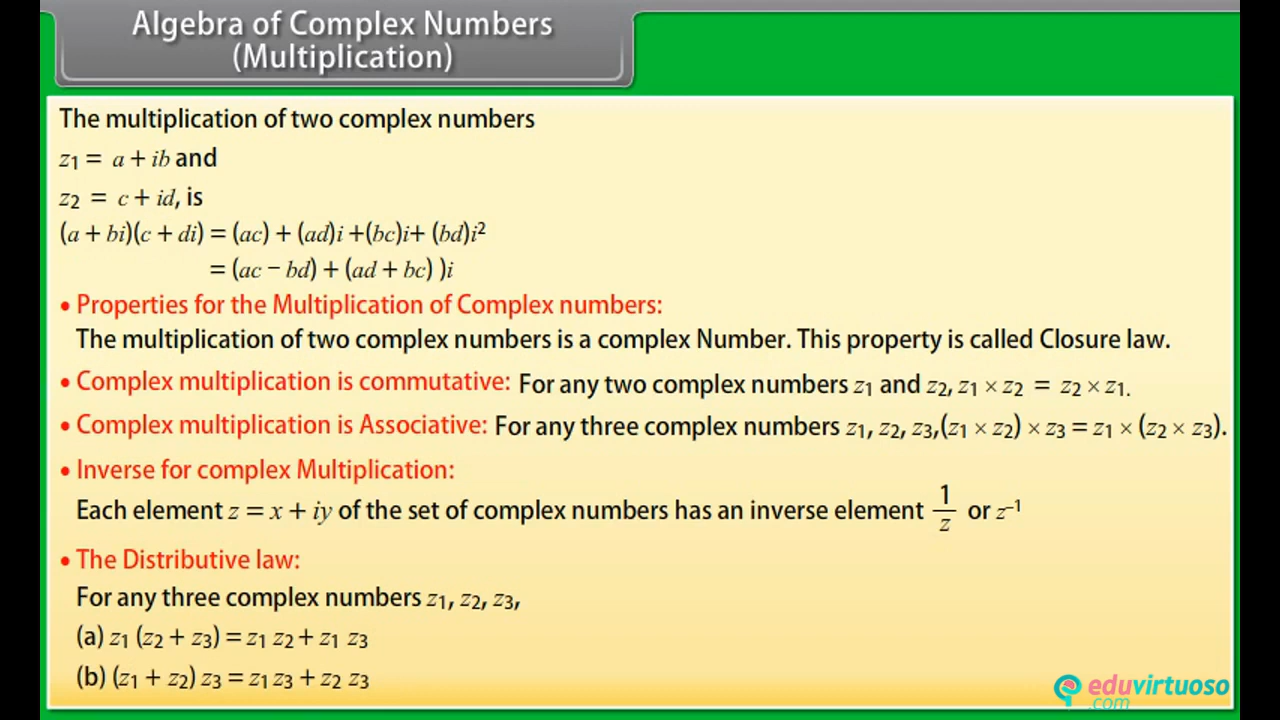 Algebra of Complex Numbers
(Multiplication)
The multiplication of two complex numbers
z₁ = a + ib and
z₂ = c + id, is
(a + bi)(c + di) = (ac) + (ad)i +(bc)i+ (bd)i²
= (ac − bd) + (ad + bc) )i
• Properties for the Multiplication of Complex numbers:
The multiplication of two complex numbers is a complex Number. This property is called Closure law.
• Complex multiplication is commutative: For any two complex numbers z₁ and z₂, z₁ × z₂ = z₂ × z₁.
• Complex multiplication is Associative: For any three complex numbers z₁, z₂, z₃,(z₁ × z₂) × z₃ = z₁ × (z₂ × z₃).
• Inverse for complex Multiplication:
Each element z = x + iy of the set of complex numbers has an inverse element 1/z or z⁻¹
• The Distributive law:
For any three complex numbers z₁, z₂, z₃,
(a) z₁ (z₂ + z₃) = z₁ z₂ + z₁ z₃
(b) (z₁ + z₂) z₃ = z₁ z₃ + z₂ z₃
eduvirtuoso
.com